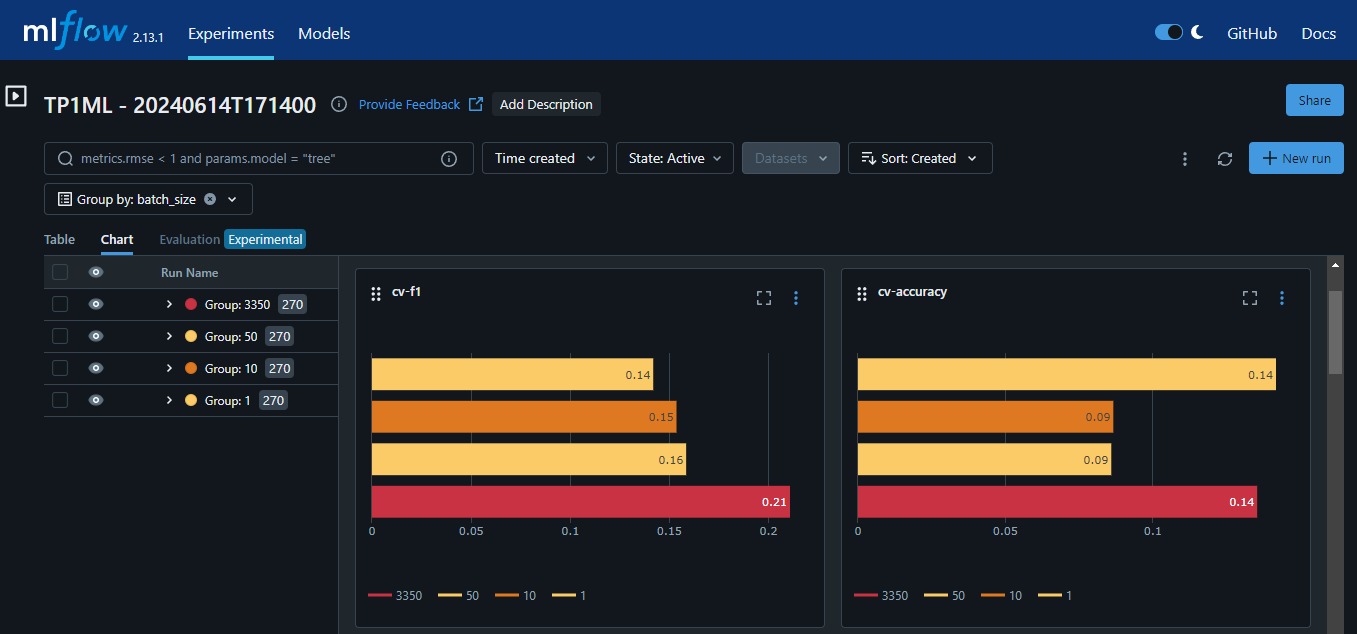 mlflow 2.13.1 Experiments Models GitHub Docs
TP1ML - 20240614T171400 Provide Feedback Add Description Share
metrics.rmse < 1 and params.model = "tree" Time created State: Active Datasets Sort: Created New run
Group by: batch_size
Table Chart Evaluation Experimental
Run Name
Group: 3350 270
Group: 50 270
Group: 10 270
Group: 1 270
cv-f1
0.14
0.15
0.16
0.21
0 0.05 0.1 0.15 0.2
3350 50 10 1
cv-accuracy
0.14
0.09
0.09
0.14
0 0.05 0.1
3350 50 10 1